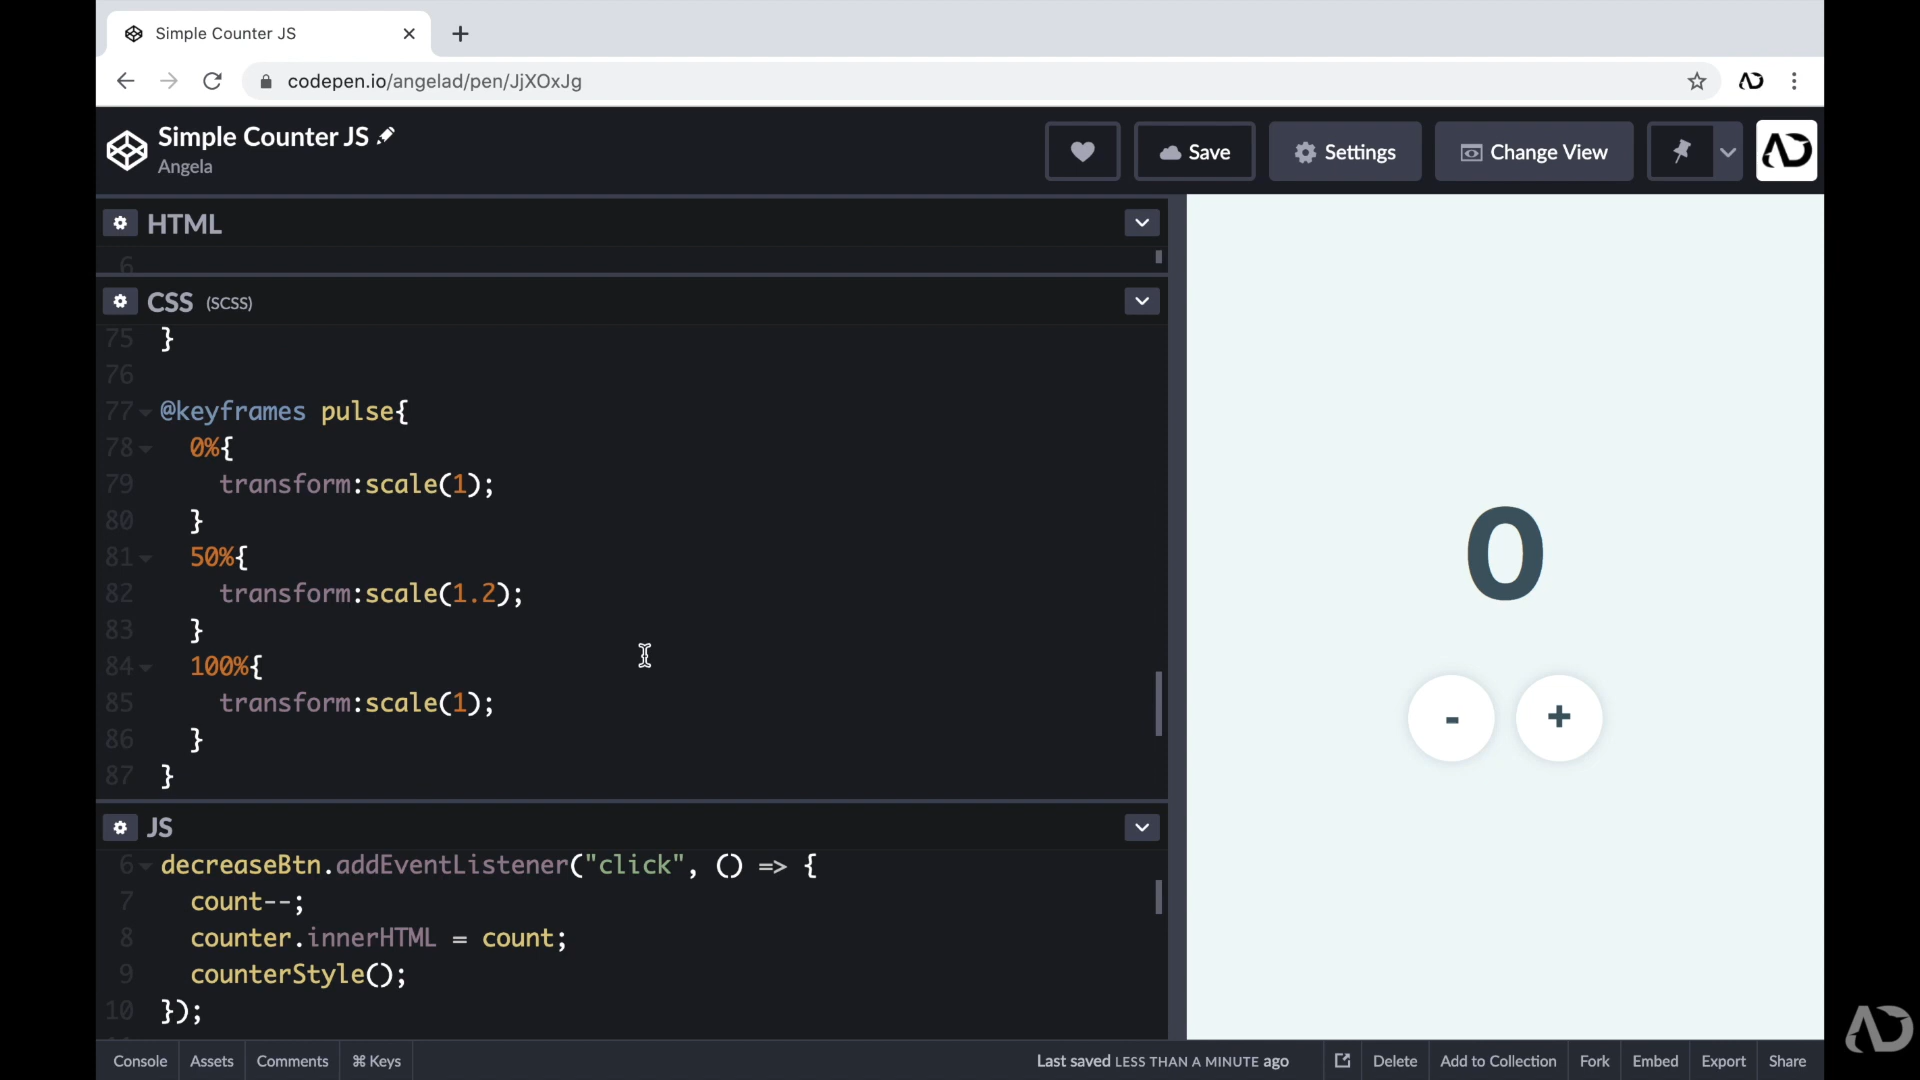 Simple Counter JS
codepen.io/angelad/pen/JjXOxJg
Simple Counter JS
Angela
Save
Settings
Change View
HTML
6
CSS (SCSS)
75 }
76
77 @keyframes pulse{
78 0%{
79 transform:scale(1);
80 }
81 50%{
82 transform:scale(1.2);
83 }
84 100%{
85 transform:scale(1);
86 }
87 }
JS
6 decreaseBtn.addEventListener("click", () => {
7 count--;
8 counter.innerHTML = count;
9 counterStyle();
10 });
0
- +
Console Assets Comments ⌘ Keys Last saved LESS THAN A MINUTE ago Delete Add to Collection Fork Embed Export Share